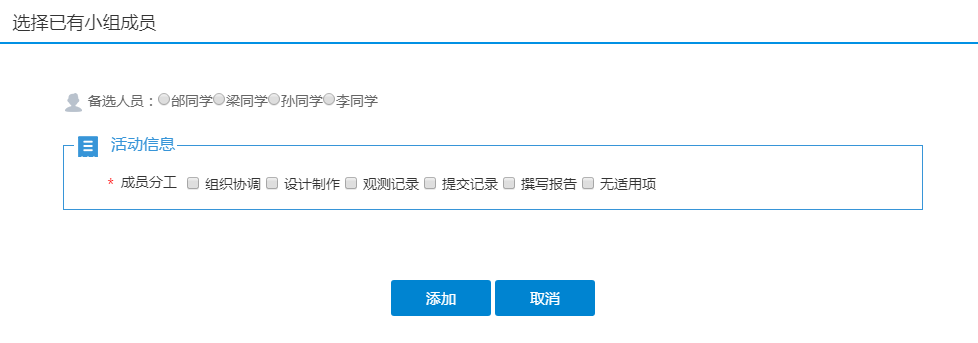 选择已有小组成员
备选人员：邰同学梁同学孙同学李同学
活动信息
* 成员分工 组织协调 设计制作 观测记录 提交记录 撰写报告 无适用项
添加 取消